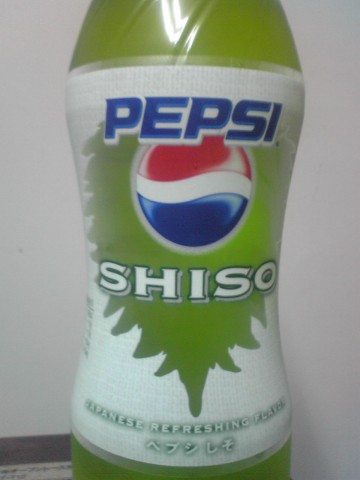 PEPSI
SHISO
JAPANESE REFRESHING FLAVOR
ペプシしそ